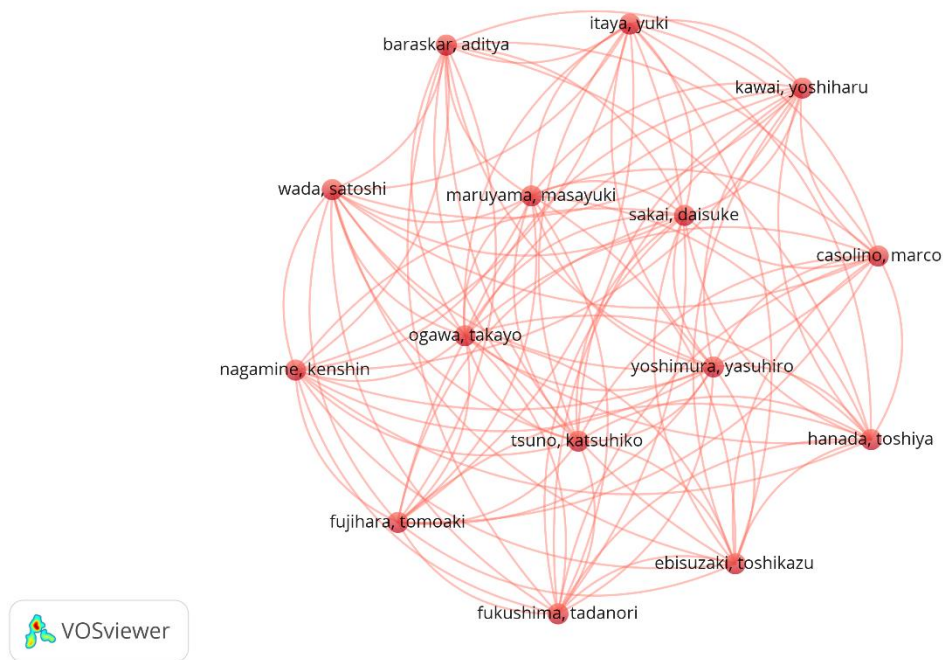 itaya, yuki
baraskar, aditya
kawai, yoshiharu
wada, satoshi
maruyama, masayuki
sakai, daisuke
casolino, marco
ogawa, takayo
nagamine, kenshin
yoshimura, yasuhiro
tsuno, katsuhiko
hanada, toshiya
fujihara, tomoaki
ebisuzaki, toshikazu
fukushima, tadanori
VOSviewer